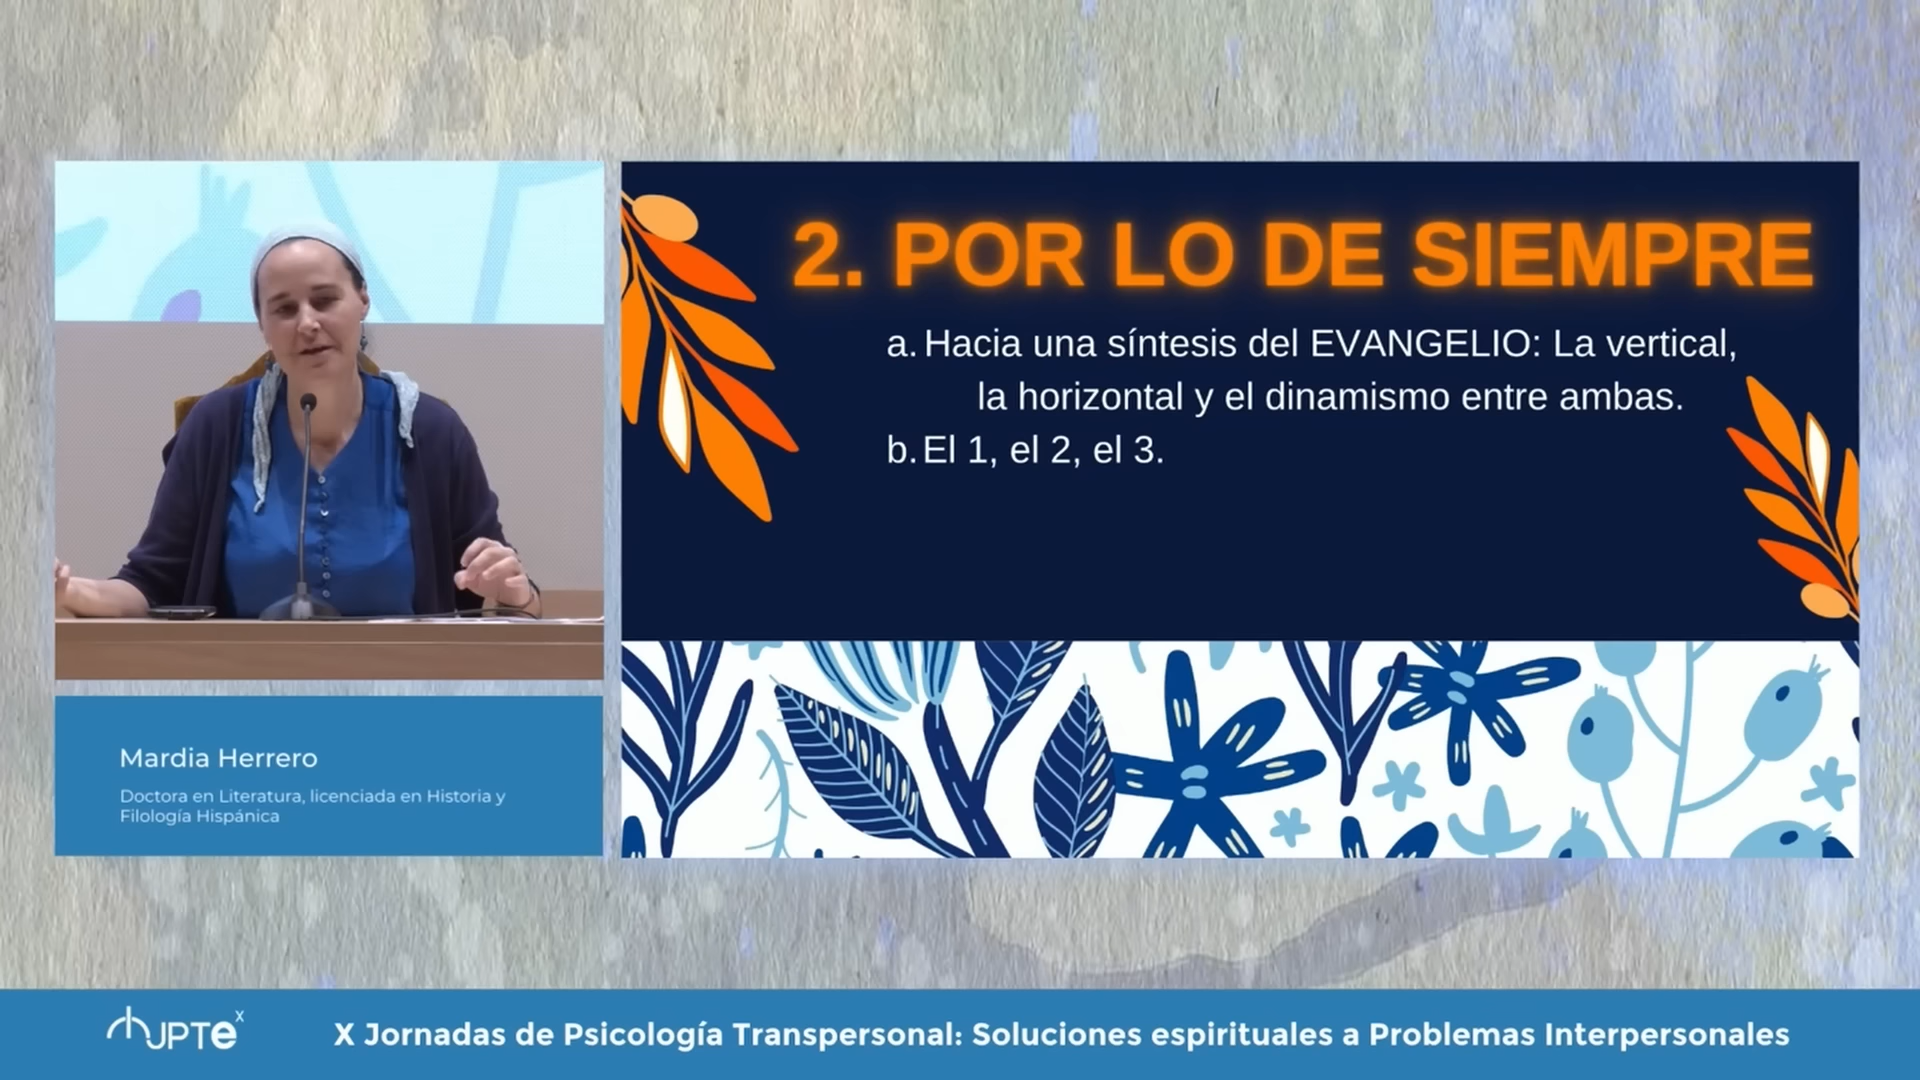 2. POR LO DE SIEMPRE
a. Hacia una síntesis del EVANGELIO: La vertical,
la horizontal y el dinamismo entre ambas.
b. El 1, el 2, el 3.
Mardia Herrero
Doctora en Literatura, licenciada en Historia y
Filología Hispánica
JPTe x
X Jornadas de Psicología Transpersonal: Soluciones espirituales a Problemas Interpersonales